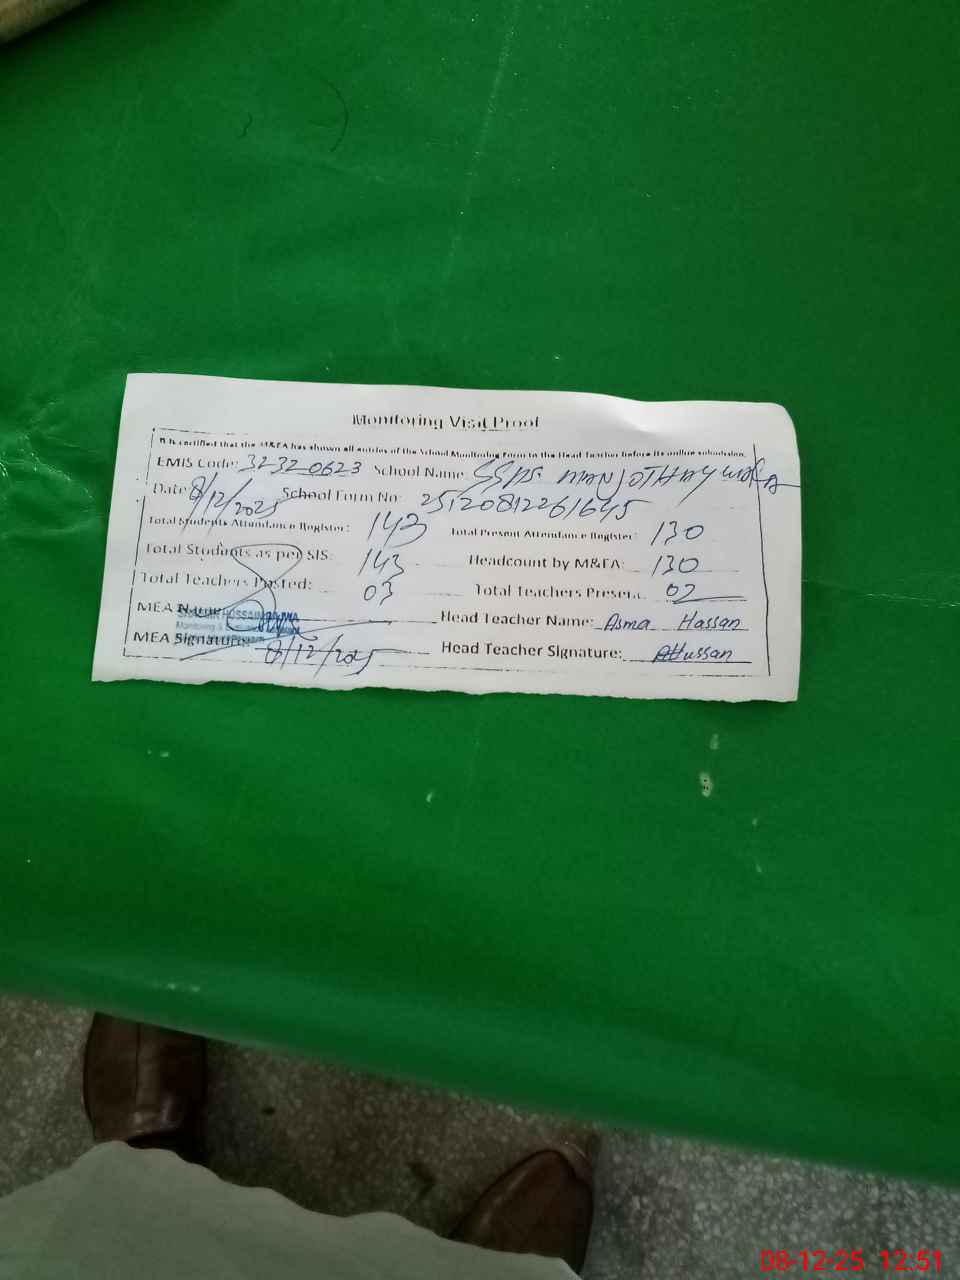 Monitoring Visit Proof
It is certified that the M&EA has shown all entries of the School Monitoring Form to the Head Teacher before its online submission.
EMIS Code: 32320623 School Name: SSPS
Date: 8/12/2025 School Form No: 25120812261645
Total Students Attendance Register: 143 Total Present Attendance Register: 130
Total Students as per SIS: 143 Headcount by M&EA: 130
Total Teachers Posted: 03 Total Teachers Present: 02
MEA Name: Head Teacher Name: Asma Hassan
MEA Signature: 8/12/2025 Head Teacher Signature: AHussan
08-12-25 12:51